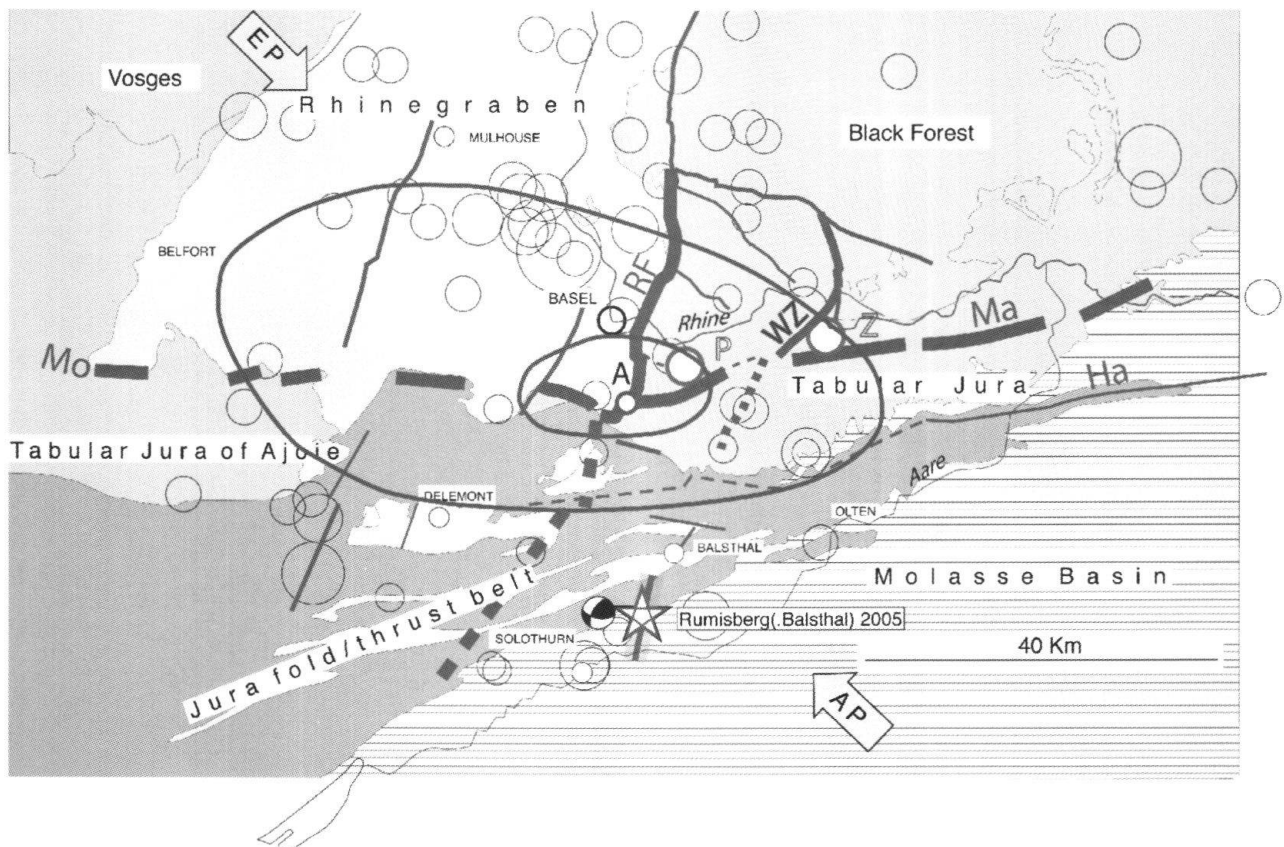 EP
Vosges
Rhinegraben
MULHOUSE
Black Forest
BELFORT
BASEL
RF
Rhine
WZ
Z
Ma
Mo
A
P
Tabular Jura
Ha
Tabular Jura of Ajoie
Aare
DELEMONT
OLTEN
BALSTHAL
Jura fold/thrust belt
Molasse Basin
Rumisberg(.Balsthal) 2005
SOLOTHURN
40 Km
AP